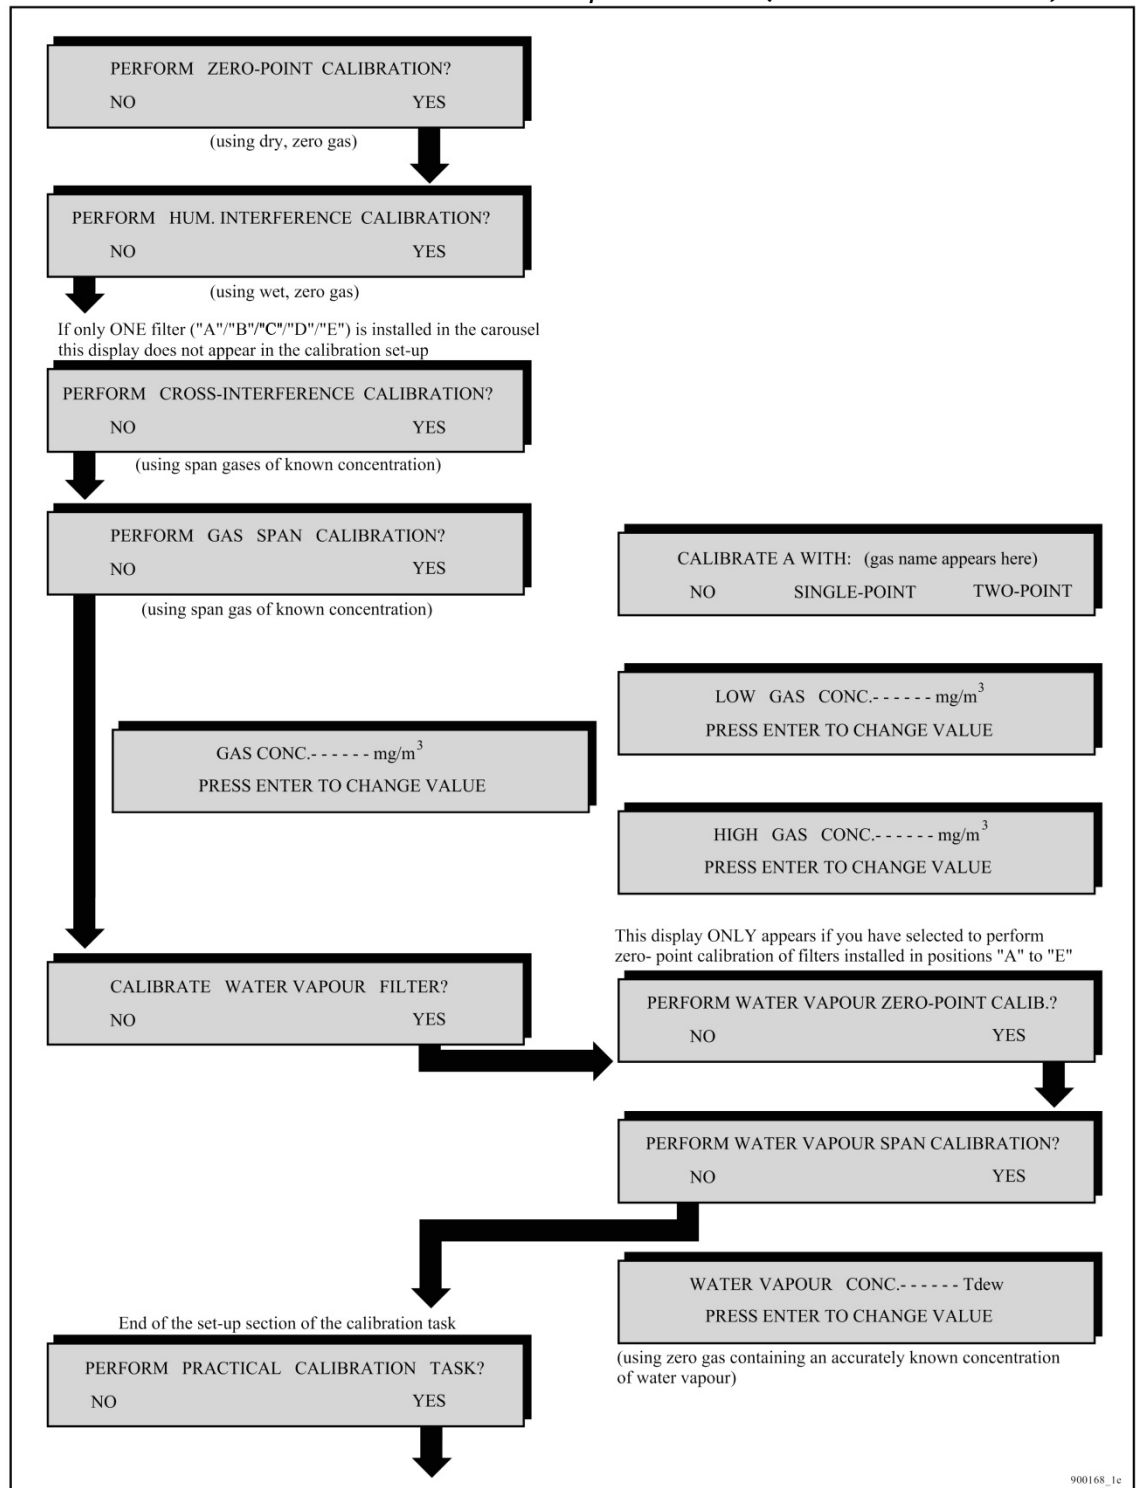 PERFORM ZERO-POINT CALIBRATION?
NO YES
(using dry, zero gas)
PERFORM HUM. INTERFERENCE CALIBRATION?
NO YES
(using wet, zero gas)
If only ONE filter ("A"/"B"/"C"/"D"/"E") is installed in the carousel
this display does not appear in the calibration set-up
PERFORM CROSS-INTERFERENCE CALIBRATION?
NO YES
(using span gases of known concentration)
PERFORM GAS SPAN CALIBRATION?
NO YES
(using span gas of known concentration)
CALIBRATE A WITH: (gas name appears here)
NO SINGLE-POINT TWO-POINT
LOW GAS CONC.- - - - - - mg/m³
PRESS ENTER TO CHANGE VALUE
GAS CONC.- - - - - - mg/m³
PRESS ENTER TO CHANGE VALUE
HIGH GAS CONC.- - - - - - mg/m³
PRESS ENTER TO CHANGE VALUE
CALIBRATE WATER VAPOUR FILTER?
NO YES
This display ONLY appears if you have selected to perform
zero- point calibration of filters installed in positions "A" to "E"
PERFORM WATER VAPOUR ZERO-POINT CALIB.?
NO YES
PERFORM WATER VAPOUR SPAN CALIBRATION?
NO YES
WATER VAPOUR CONC.- - - - - - Tdew
PRESS ENTER TO CHANGE VALUE
(using zero gas containing an accurately known concentration
of water vapour)
End of the set-up section of the calibration task
PERFORM PRACTICAL CALIBRATION TASK?
NO YES
900168_1e